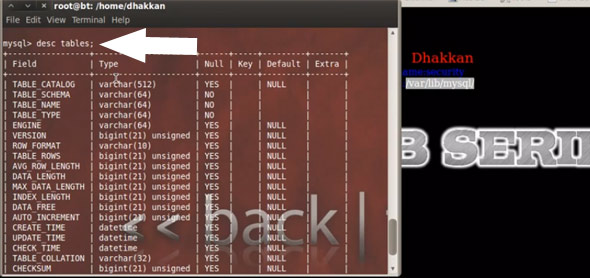 root@bt: /home/dhakkan
File Edit View Terminal Help
mysql> desc tables;
+-----------------+---------------------+------+-----+---------+-------+
| Field | Type | Null | Key | Default | Extra |
+-----------------+---------------------+------+-----+---------+-------+
| TABLE_CATALOG | varchar(512) | YES | | NULL | |
| TABLE_SCHEMA | varchar(64) | NO | | | |
| TABLE_NAME | varchar(64) | NO | | | |
| TABLE_TYPE | varchar(64) | NO | | | |
| ENGINE | varchar(64) | YES | | NULL | |
| VERSION | bigint(21) unsigned | YES | | NULL | |
| ROW_FORMAT | varchar(10) | YES | | NULL | |
| TABLE_ROWS | bigint(21) unsigned | YES | | NULL | |
| AVG_ROW_LENGTH | bigint(21) unsigned | YES | | NULL | |
| DATA_LENGTH | bigint(21) unsigned | YES | | NULL | |
| MAX_DATA_LENGTH | bigint(21) unsigned | YES | | NULL | |
| INDEX_LENGTH | bigint(21) unsigned | YES | | NULL | |
| DATA_FREE | bigint(21) unsigned | YES | | NULL | |
| AUTO_INCREMENT | bigint(21) unsigned | YES | | NULL | |
| CREATE_TIME | datetime | YES | | NULL | |
| UPDATE_TIME | datetime | YES | | NULL | |
| CHECK_TIME | datetime | YES | | NULL | |
| TABLE_COLLATION | varchar(32) | YES | | NULL | |
| CHECKSUM | bigint(21) unsigned | YES | | NULL | |
<< back |
Dhakkan
/var/lib/mysql/
B SERI